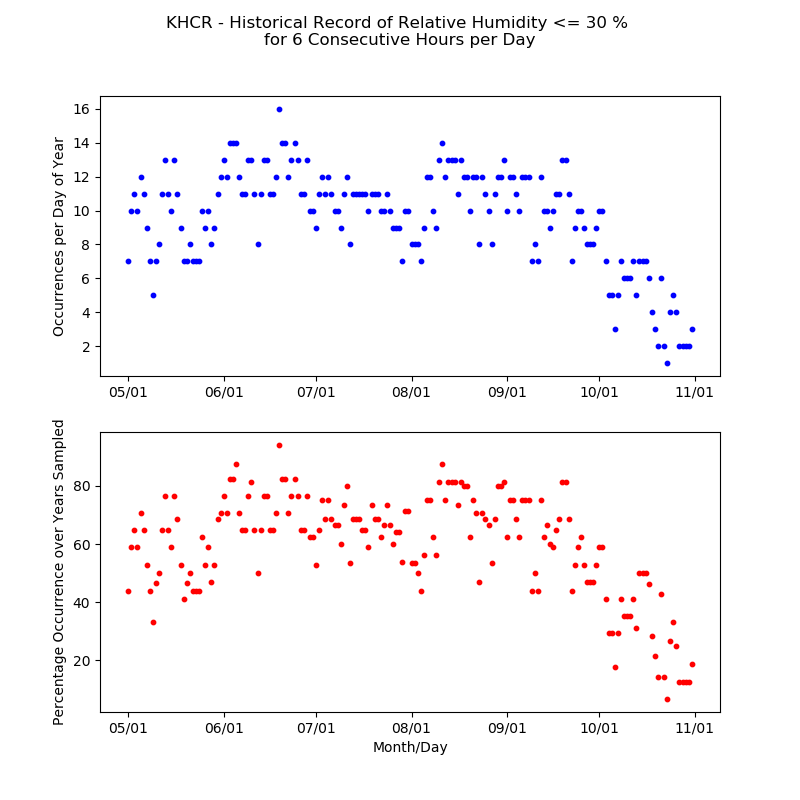 KHCR - Historical Record of Relative Humidity <= 30 %
for 6 Consecutive Hours per Day
Occurrences per Day of Year
16
14
12
10
8
6
4
2
05/01 06/01 07/01 08/01 09/01 10/01 11/01
Percentage Occurrence over Years Sampled
80
60
40
20
05/01 06/01 07/01 08/01 09/01 10/01 11/01
Month/Day